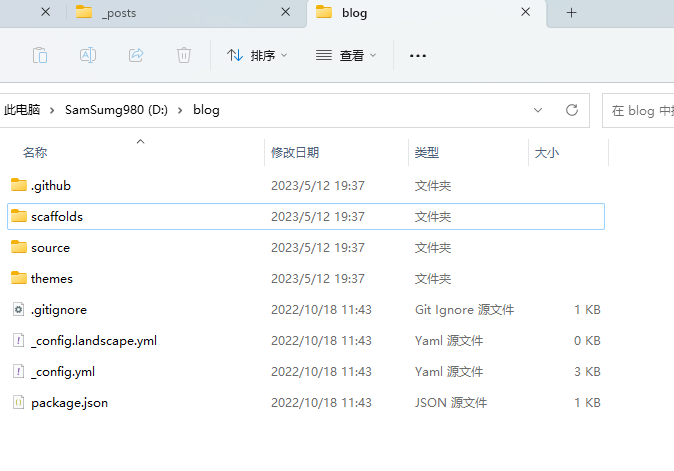 _posts
blog
排序
查看
此电脑 SamSumg980 (D:) blog
在 blog 中
名称 修改日期 类型 大小
.github 2023/5/12 19:37 文件夹
scaffolds 2023/5/12 19:37 文件夹
source 2023/5/12 19:37 文件夹
themes 2023/5/12 19:37 文件夹
.gitignore 2022/10/18 11:43 Git Ignore 源文件 1 KB
_config.landscape.yml 2022/10/18 11:43 Yaml 源文件 0 KB
_config.yml 2022/10/18 11:43 Yaml 源文件 3 KB
package.json 2022/10/18 11:43 JSON 源文件 1 KB